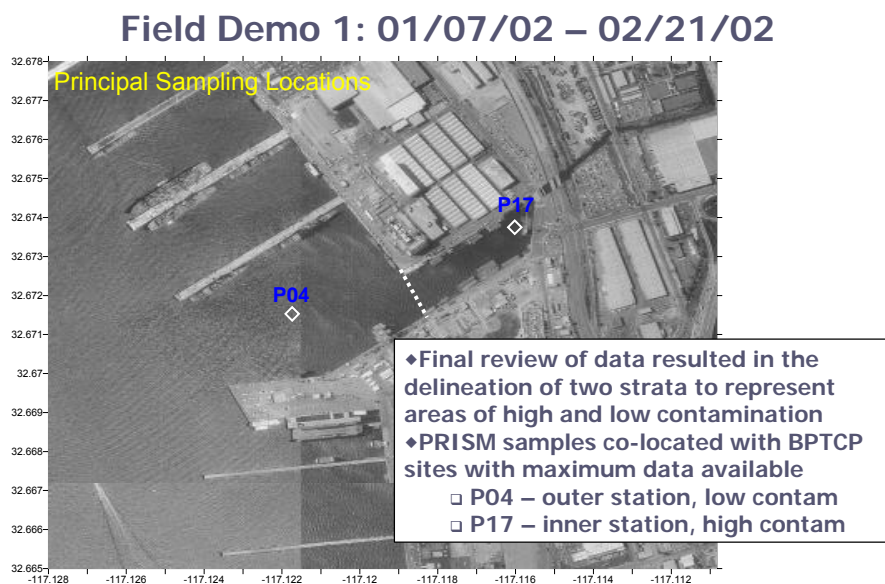 Field Demo 1: 01/07/02 – 02/21/02
Principal Sampling Locations
32.678
32.677
32.676
32.675
32.674
32.673
32.672
32.671
32.67
32.669
32.668
32.667
32.666
32.665
P17
P04
◆Final review of data resulted in the
delineation of two strata to represent
areas of high and low contamination
◆PRISM samples co-located with BPTCP
sites with maximum data available
❑ P04 – outer station, low contam
❑ P17 – inner station, high contam
-117.128 -117.126 -117.124 -117.122 -117.12 -117.118 -117.116 -117.114 -117.112